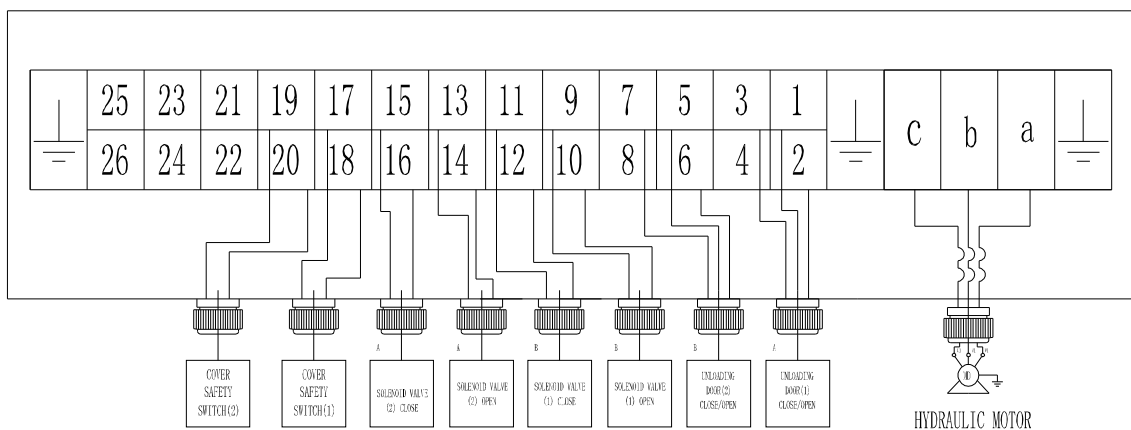 25 23 21 19 17 15 13 11 9 7 5 3 1
26 24 22 20 18 16 14 12 10 8 6 4 2
c b a
A A B B B A
COVER
SAFETY
SWITCH(2)
COVER
SAFETY
SWITCH(1)
SOLENOID VALVE
(2) CLOSE
SOLENOID VALVE
(2) OPEN
SOLENOID VALVE
(1) CLOSE
SOLENOID VALVE
(1) OPEN
UNLOADING
DOOR(2)
CLOSE/OPEN
UNLOADING
DOOR(1)
CLOSE/OPEN
HYDRAULIC MOTOR